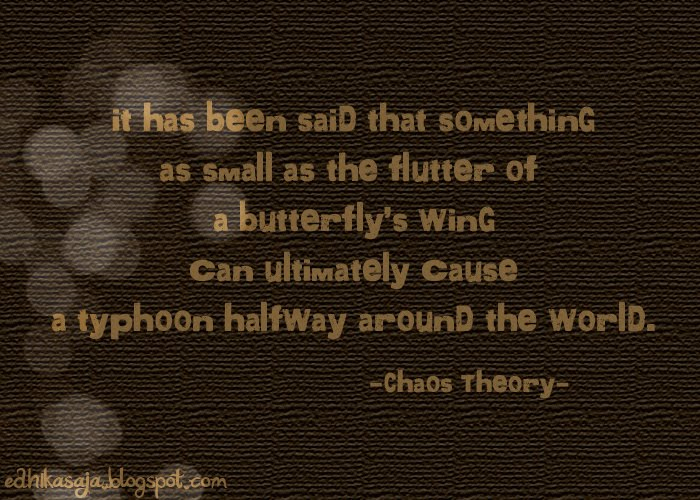 it has been said that something
as small as the flutter of
a butterfly's wing
can ultimately cause
a typhoon halfway around the world.
-Chaos Theory-
edhikasaja.blogspot.com